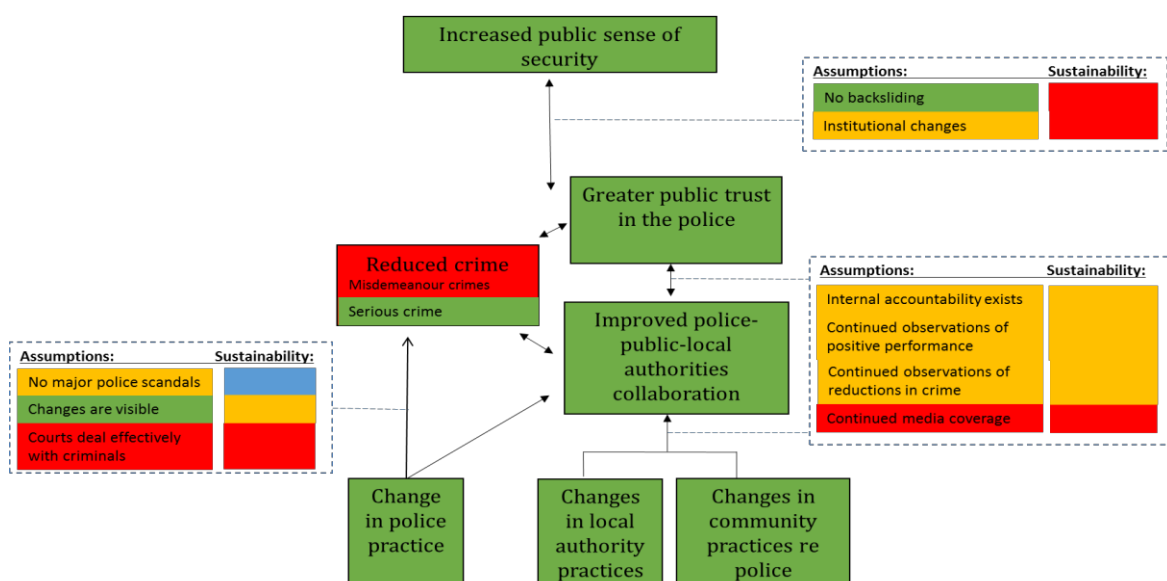 Increased public sense of
security
Assumptions: Sustainability:
No backsliding
Institutional changes
Greater public trust
in the police
Reduced crime
Misdemeanour crimes
Serious crime
Assumptions: Sustainability:
Internal accountability exists
Continued observations of
positive performance
Continued observations of
reductions in crime
Continued media coverage
Improved police-
public-local
authorities
collaboration
Assumptions: Sustainability:
No major police scandals
Changes are visible
Courts deal effectively
with criminals
Change
in police
practice
Changes
in local
authority
practices
Changes in
community
practices re
police